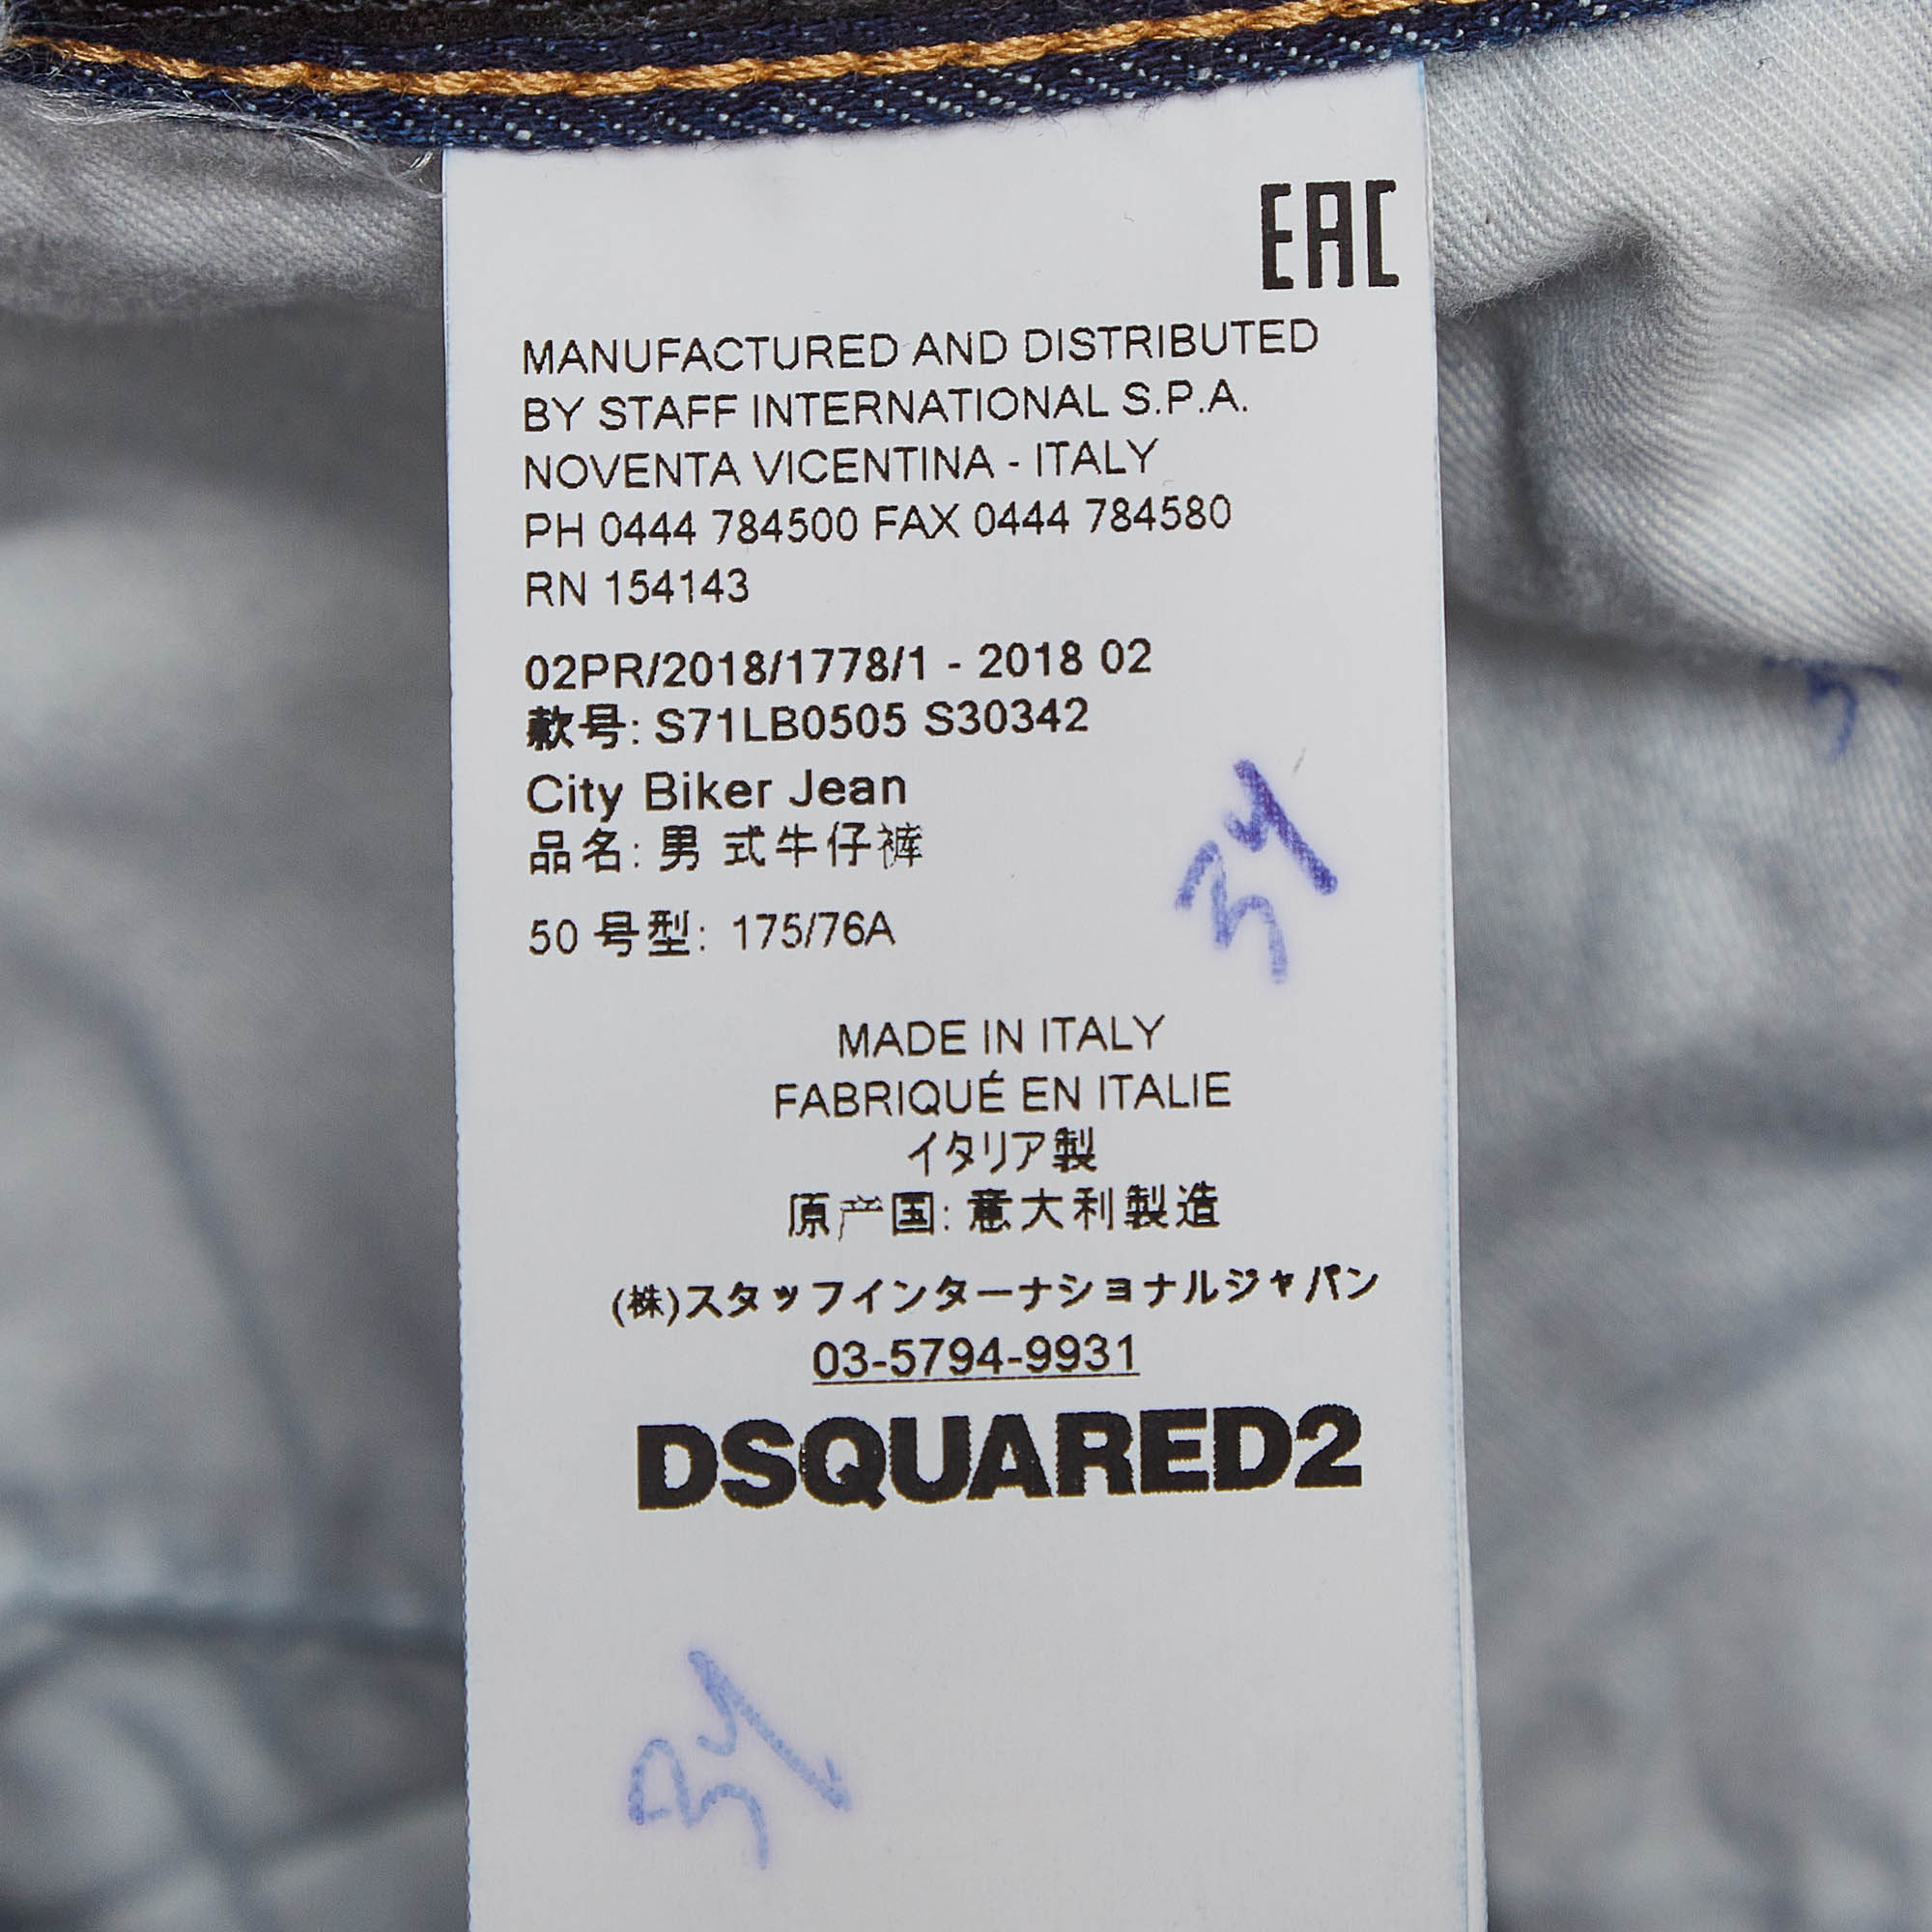 EAC
MANUFACTURED AND DISTRIBUTED
BY STAFF INTERNATIONAL S.P.A.
NOVENTA VICENTINA - ITALY
PH 0444 784500 FAX 0444 784580
RN 154143
02PR/2018/1778/1 - 2018 02
款号: S71LB0505 S30342
City Biker Jean
品名: 男 式牛仔裤
50 号型: 175/76A
34
MADE IN ITALY
FABRIQUÉ EN ITALIE
イタリア製
原产国: 意大利製造
(株)スタッフインターナショナルジャパン
03-5794-9931
DSQUARED2
34